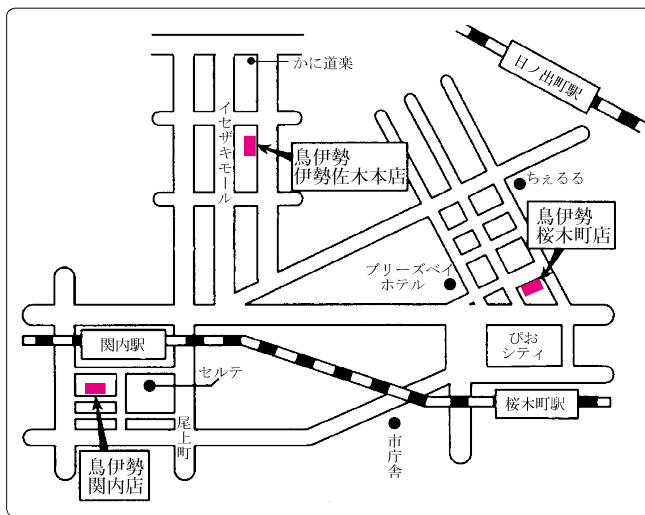 かに道楽
日ノ出町駅
イセザキモール
鳥伊勢
伊勢佐木本店
ちぇるる
鳥伊勢
桜木町店
ブリーズベイ
ホテル
関内駅
ぴお
シティ
セルテ
桜木町駅
尾上町
市庁舎
鳥伊勢
関内店